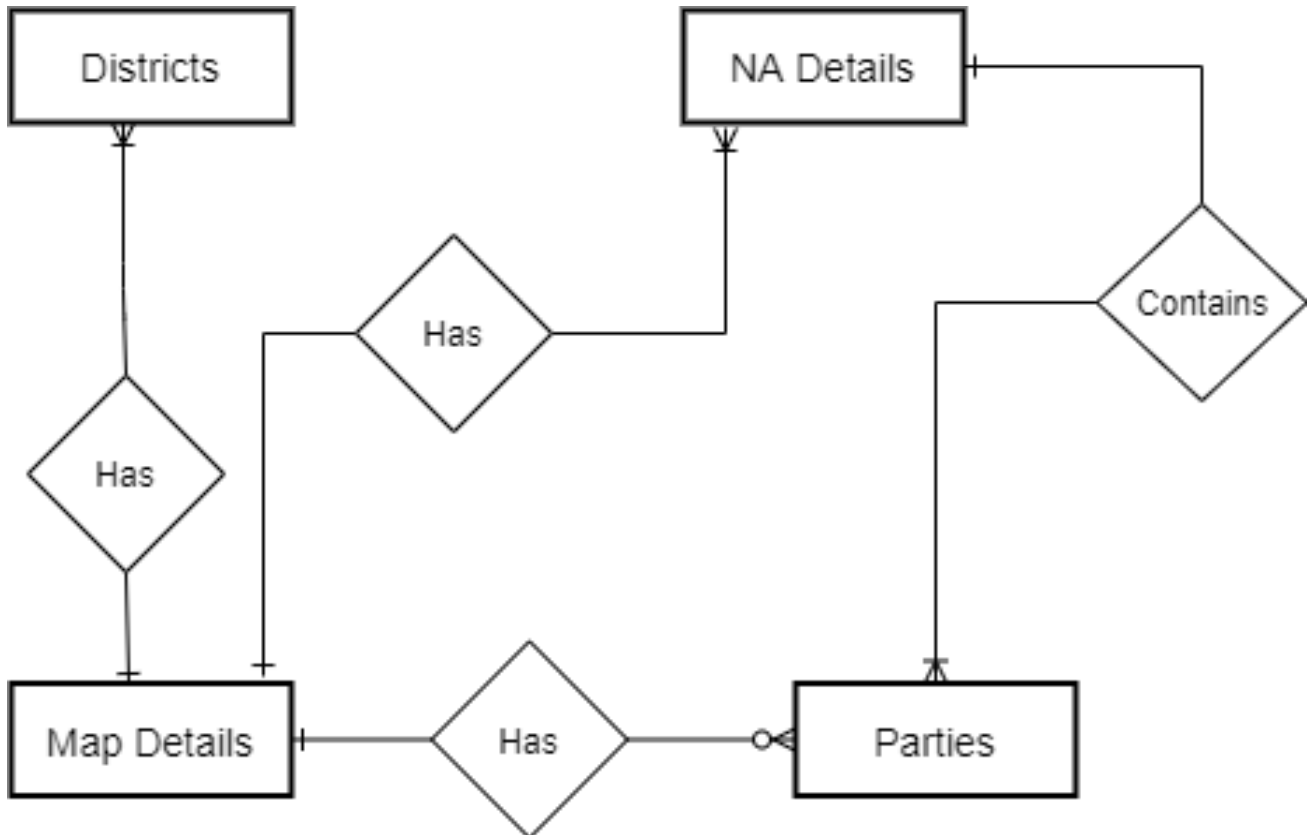 Districts
NA Details
Contains
Has
Has
Map Details
Has
Parties